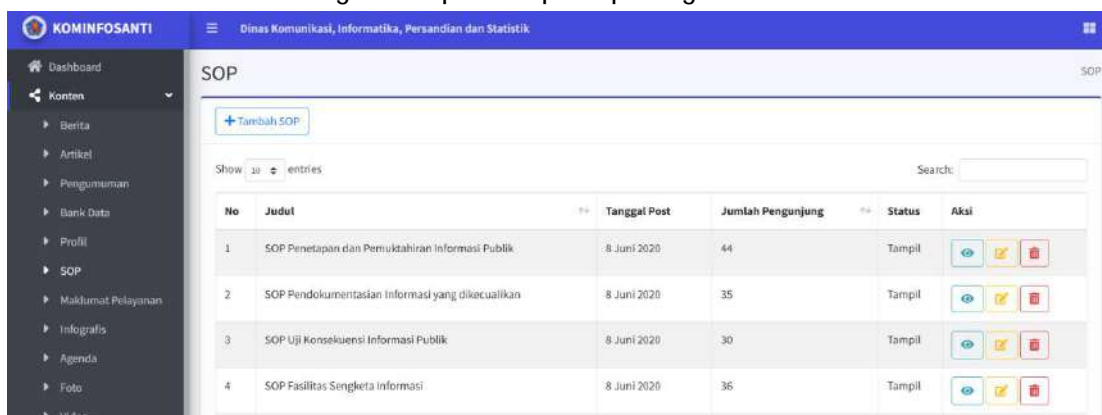 KOMINFOSANTI
Dinas Komunikasi, Informatika, Persandian dan Statistik
Dashboard
Konten
Berita
Artikel
Pengumuman
Bank Data
Profil
SOP
Maklumat Pelayanan
Infografis
Agenda
Foto
SOP
SOP
+ Tambah SOP
Show 10 entries
Search:
No Judul Tanggal Post Jumlah Pengunjung Status Aksi
1 SOP Penetapan dan Pemuktahiran Informasi Publik 8 Juni 2020 44 Tampil
2 SOP Pendokumentasian Informasi yang dikecualikan 8 Juni 2020 35 Tampil
3 SOP Uji Konsekuensi Informasi Publik 8 Juni 2020 30 Tampil
4 SOP Fasilitas Sengketa Informasi 8 Juni 2020 36 Tampil